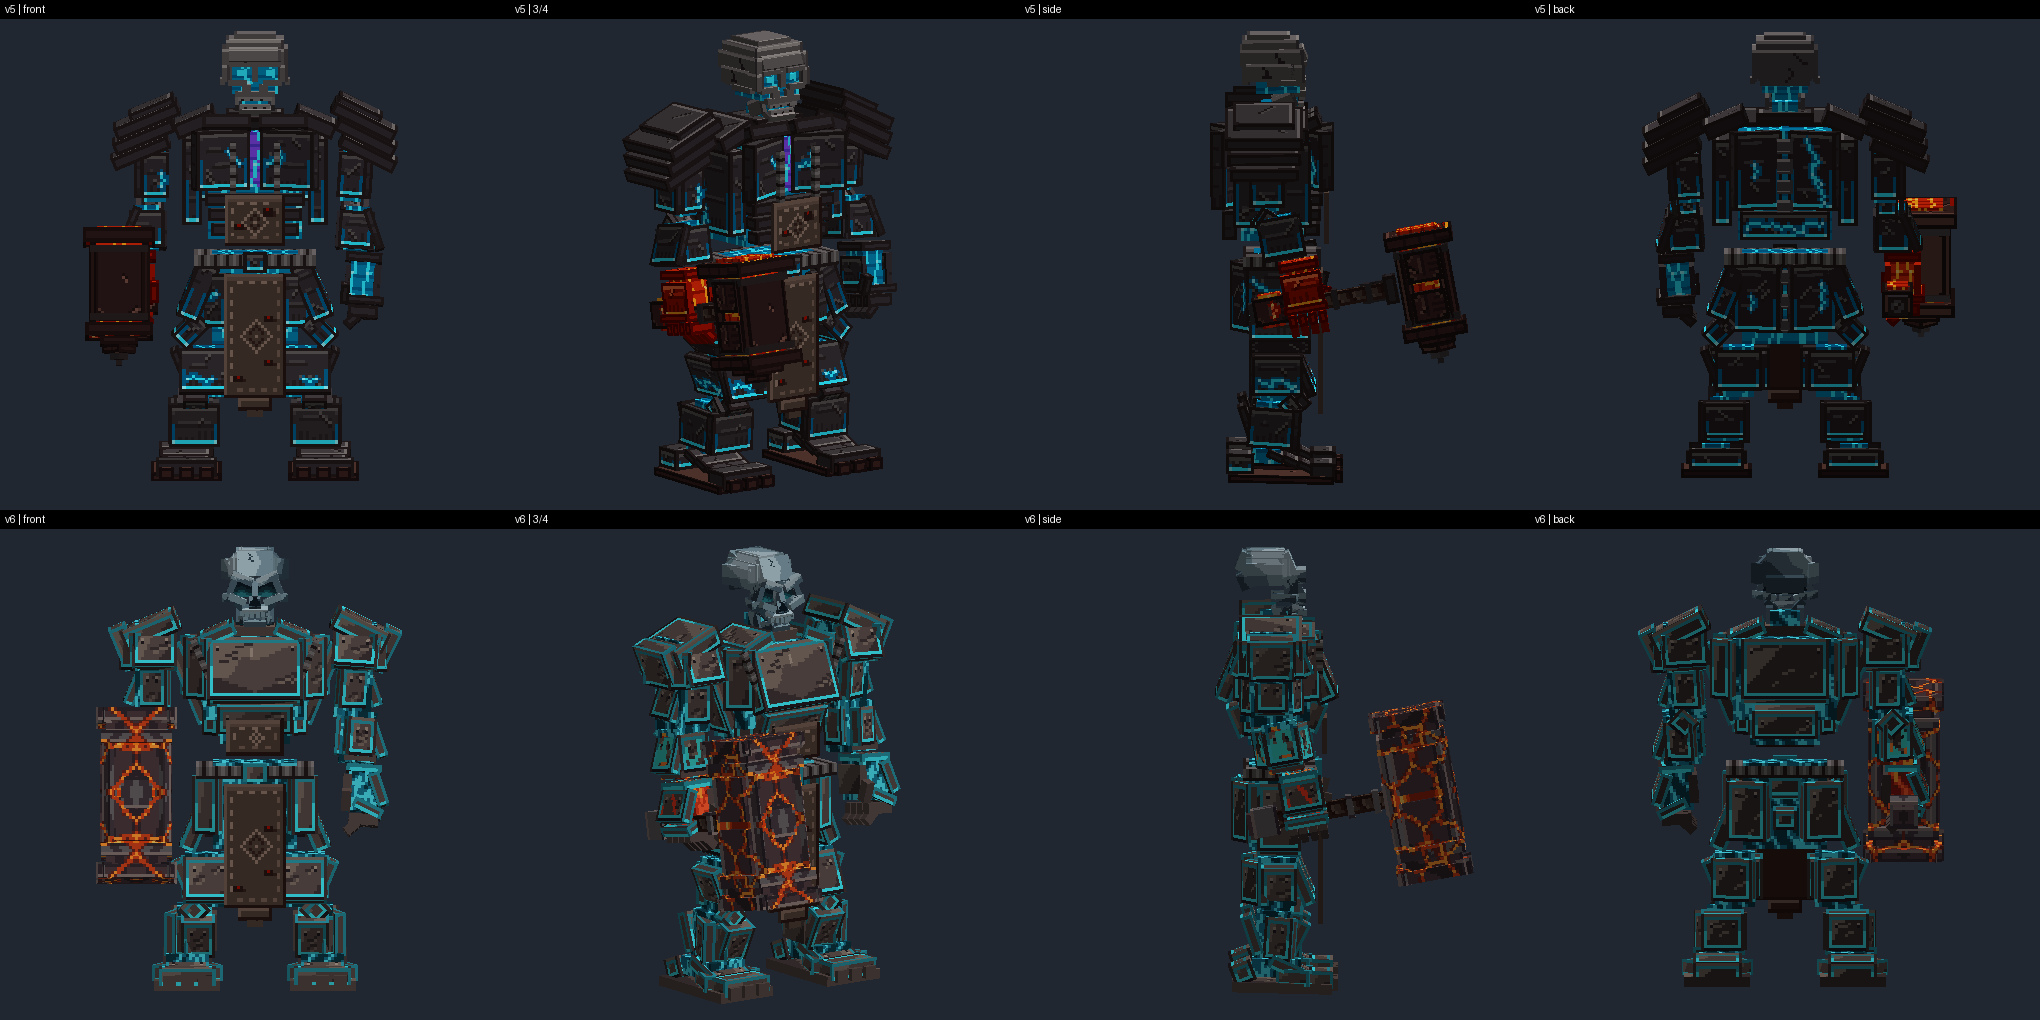 v5 | front
v5 | 3/4
v5 | side
v5 | back
v6 | front
v6 | 3/4
v6 | side
v6 | back